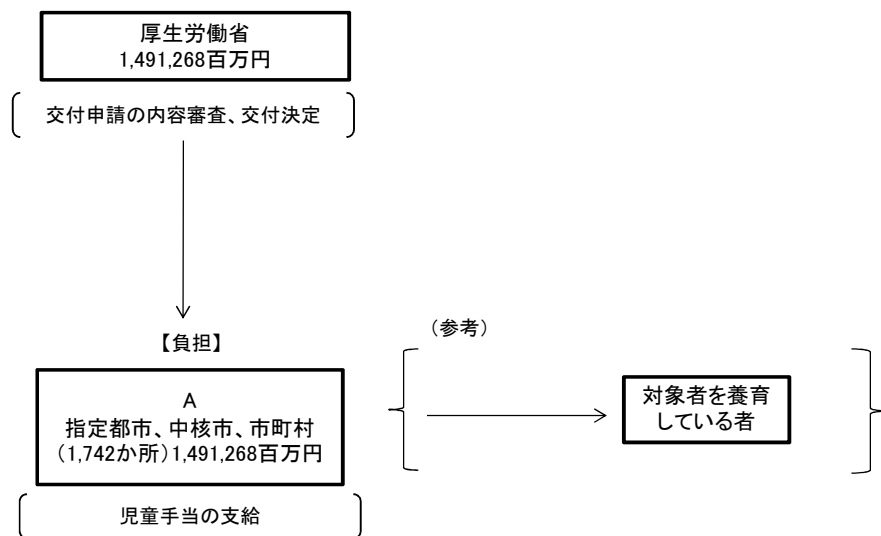 厚生労働省
1,491,268百万円
交付申請の内容審査、交付決定
【負担】
A
指定都市、中核市、市町村
（1,742か所）1,491,268百万円
児童手当の支給
（参考）
対象者を養育
している者